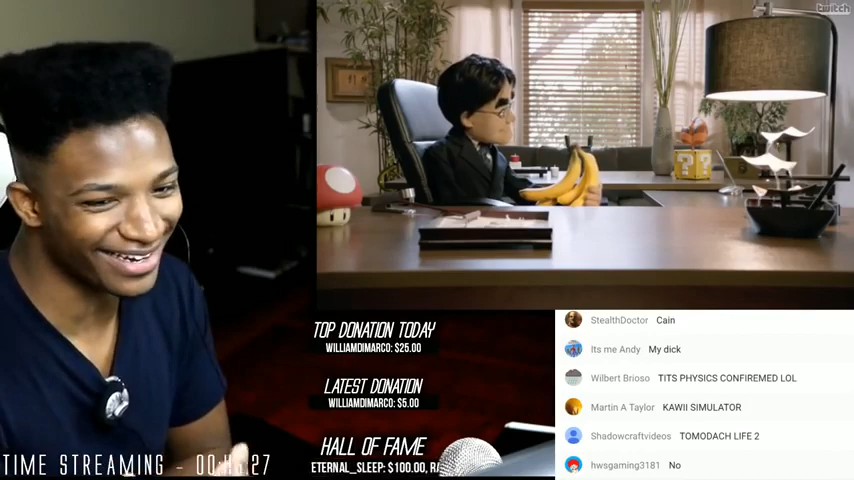 twitch
?
TOP DONATION TODAY
WILLIAMDIMARCO: $25.00
LATEST DONATION
WILLIAMDIMARCO: $5.00
HALL OF FAME
ETERNAL_SLEEP: $100.00,
TIME STREAMING - 27
StealthDoctor Cain
Its me Andy My dick
Wilbert Brioso TITS PHYSICS CONFIREMED LOL
Martin A Taylor KAWII SIMULATOR
Shadowcraftvideos TOMODACH LIFE 2
hwsgaming3181 No